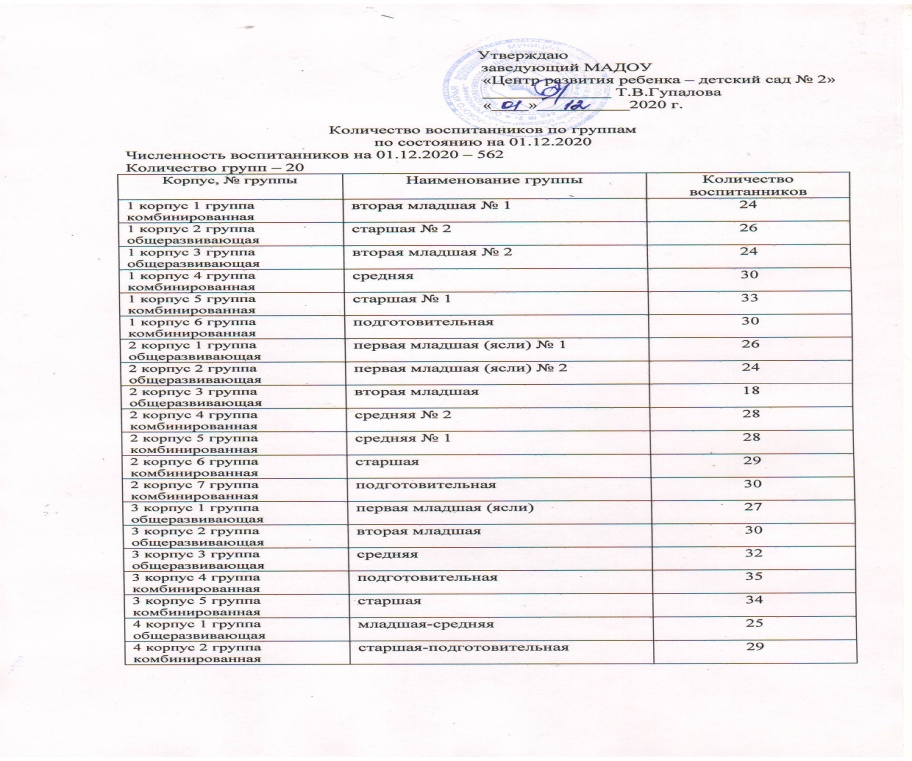 Утверждаю
заведующий МАДОУ
«Центр развития ребенка – детский сад № 2»
Т.В.Гупалова
« 01 » 12 2020 г.
Количество воспитанников по группам
по состоянию на 01.12.2020
Численность воспитанников на 01.12.2020 – 562
Количество групп – 20
Корпус, № группы Наименование группы Количество
воспитанников
1 корпус 1 группа вторая младшая № 1 24
комбинированная
1 корпус 2 группа старшая № 2 26
общеразвивающая
1 корпус 3 группа вторая младшая № 2 24
общеразвивающая
1 корпус 4 группа средняя 30
комбинированная
1 корпус 5 группа старшая № 1 33
комбинированная
1 корпус 6 группа подготовительная 30
комбинированная
2 корпус 1 группа первая младшая (ясли) № 1 26
общеразвивающая
2 корпус 2 группа первая младшая (ясли) № 2 24
общеразвивающая
2 корпус 3 группа вторая младшая 18
общеразвивающая
2 корпус 4 группа средняя № 2 28
комбинированная
2 корпус 5 группа средняя № 1 28
комбинированная
2 корпус 6 группа старшая 29
комбинированная
2 корпус 7 группа подготовительная 30
комбинированная
3 корпус 1 группа первая младшая (ясли) 27
общеразвивающая
3 корпус 2 группа вторая младшая 30
общеразвивающая
3 корпус 3 группа средняя 32
общеразвивающая
3 корпус 4 группа подготовительная 35
комбинированная
3 корпус 5 группа старшая 34
комбинированная
4 корпус 1 группа младшая-средняя 25
общеразвивающая
4 корпус 2 группа старшая-подготовительная 29
комбинированная